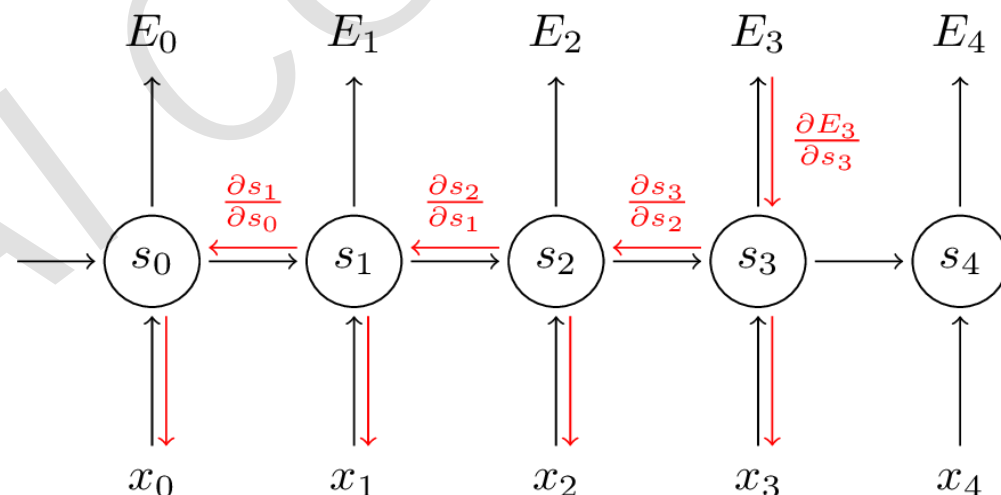 E₀ E₁ E₂ E₃ E₄
∂E₃/∂s₃
∂s₁/∂s₀ ∂s₂/∂s₁ ∂s₃/∂s₂
s₀ s₁ s₂ s₃ s₄
x₀ x₁ x₂ x₃ x₄